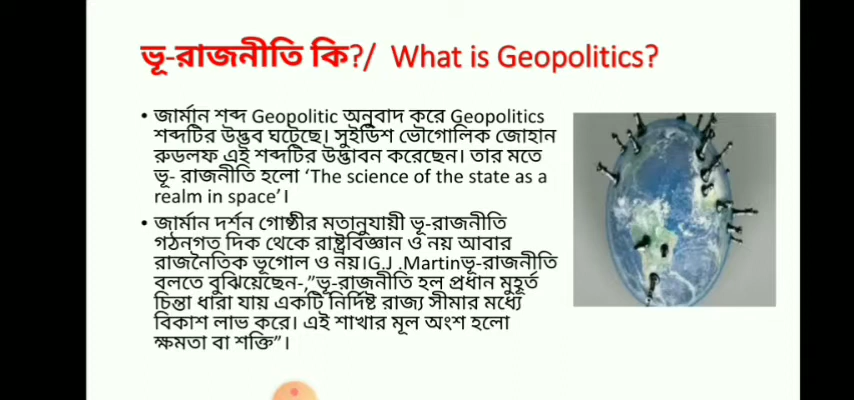 ভূ-রাজনীতি কি?/ What is Geopolitics?
• জার্মান শব্দ Geopolitic অনুবাদ করে Geopolitics
শব্দটির উদ্ভব ঘটেছে। সুইডিশ ভৌগোলিক জোহান
রুডলফ এই শব্দটির উদ্ভাবন করেছেন। তার মতে
ভূ- রাজনীতি হলো ‘The science of the state as a
realm in space’।
• জার্মান দর্শন গোষ্ঠীর মতানুযায়ী ভূ-রাজনীতি
গঠনগত দিক থেকে রাষ্ট্রবিজ্ঞান ও নয় আবার
রাজনৈতিক ভূগোল ও নয়।G.J .Martinভূ-রাজনীতি
বলতে বুঝিয়েছেন-,”ভূ-রাজনীতি হল প্রধান মুহূর্ত
চিন্তা ধারা যায় একটি নির্দিষ্ট রাজ্য সীমার মধ্যে
বিকাশ লাভ করে। এই শাখার মূল অংশ হলো
ক্ষমতা বা শক্তি”।